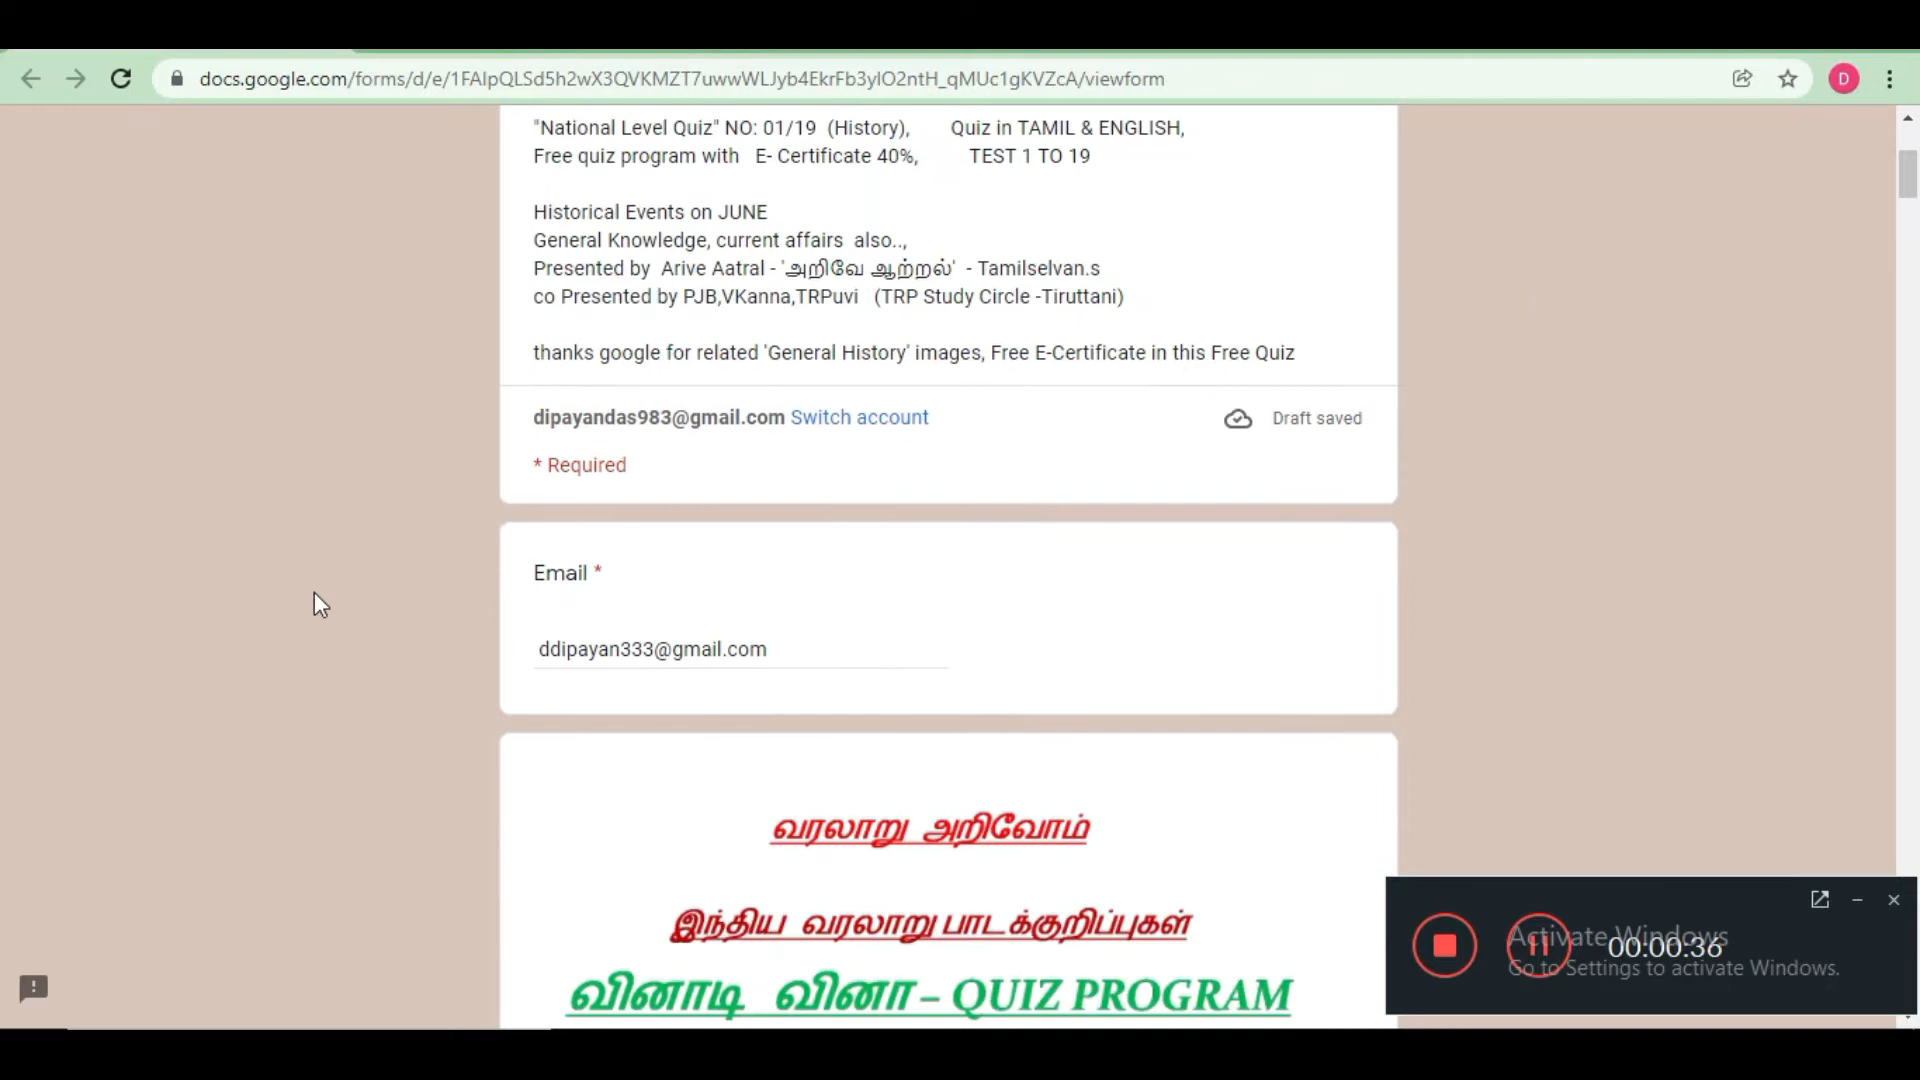 docs.google.com/forms/d/e/1FAIpQLSd5h2wX3QVKMZT7uwwWLJyb4EkrFb3ylO2ntH_qMUc1gKVZcA/viewform
D
"National Level Quiz" NO: 01/19 (History), Quiz in TAMIL & ENGLISH,
Free quiz program with E- Certificate 40%, TEST 1 TO 19
Historical Events on JUNE
General Knowledge, current affairs also..,
Presented by Arive Aatral - 'அறிவே ஆற்றல்' - Tamilselvan.s
co Presented by PJB,VKanna,TRPuvi (TRP Study Circle -Tiruttani)
thanks google for related 'General History' images, Free E-Certificate in this Free Quiz
dipayandas983@gmail.com Switch account Draft saved
* Required
Email *
ddipayan333@gmail.com
வரலாறு அறிவோம்
இந்திய வரலாறு பாடக்குறிப்புகள்
வினாடி வினா – QUIZ PROGRAM
Activate Windows
00:00:36
Go to Settings to activate Windows.